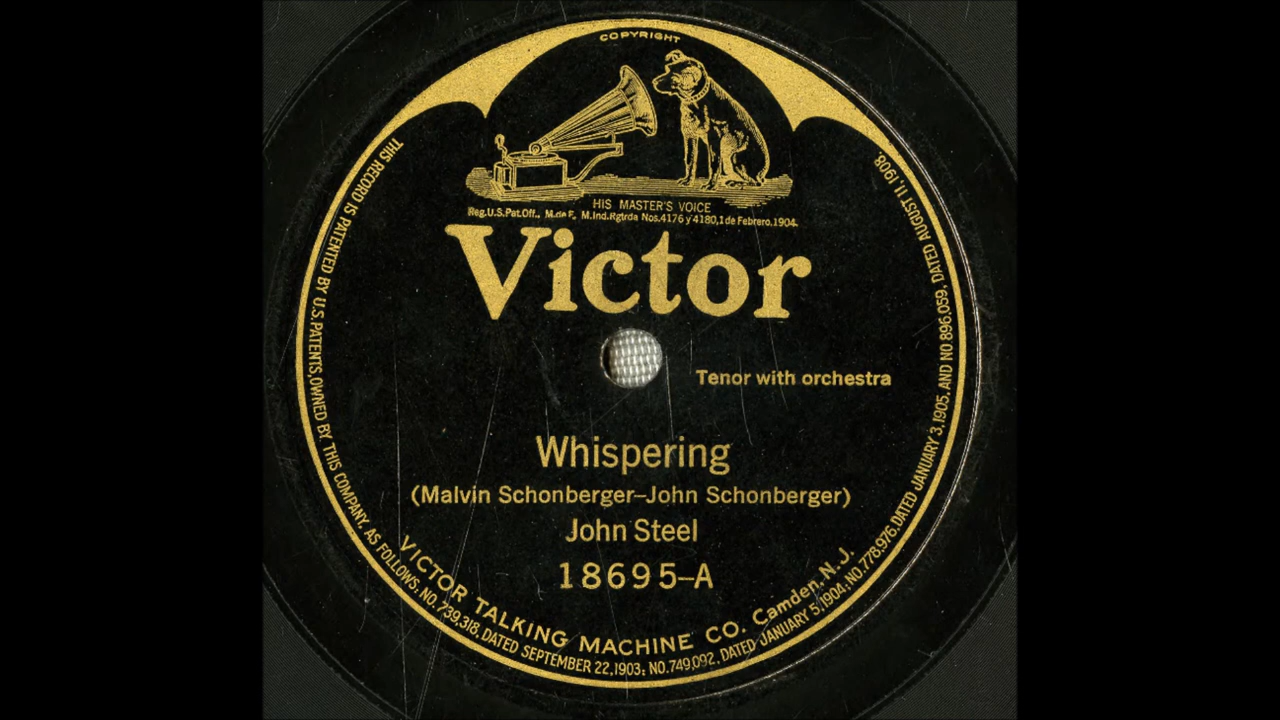 COPYRIGHT
HIS MASTER'S VOICE
Reg.U.S.Pat.Off., M.de F., M.Ind.Rgtrda Nos.4176 y 4180,1 de Febrero.1904.
Victor
Tenor with orchestra
Whispering
(Malvin Schonberger–John Schonberger)
John Steel
18695–A
VICTOR TALKING MACHINE CO. Camden, N.J.
THIS RECORD IS PATENTED BY U.S.PATENTS,OWNED BY THIS COMPANY, AS FOLLOWS: NO.739,318, DATED SEPTEMBER 22,1903; NO.749,092, DATED JANUARY 5,1904; NO.778,976, DATED JANUARY 3,1905, AND NO 896,059, DATED AUGUST 11, 1908.